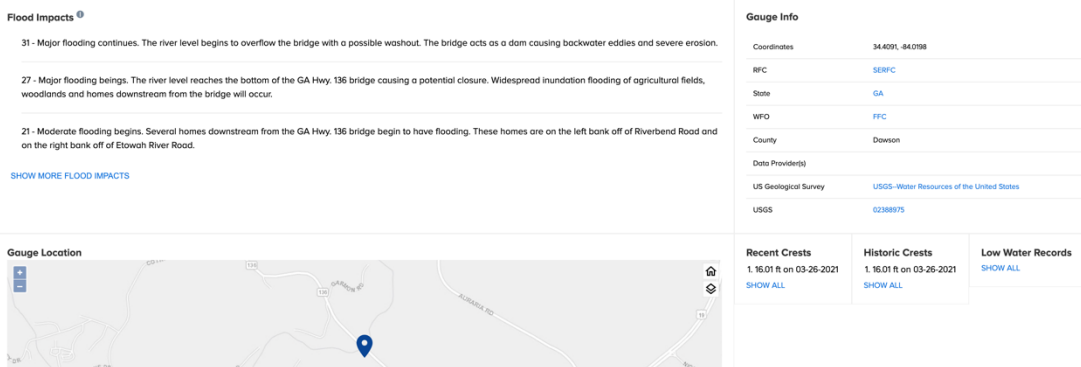 Flood Impacts
31 - Major flooding continues. The river level begins to overflow the bridge with a possible washout. The bridge acts as a dam causing backwater eddies and severe erosion.
27 - Major flooding beings. The river level reaches the bottom of the GA Hwy. 136 bridge causing a potential closure. Widespread inundation flooding of agricultural fields,
woodlands and homes downstream from the bridge will occur.
21 - Moderate flooding begins. Several homes downstream from the GA Hwy. 136 bridge begin to have flooding. These homes are on the left bank off of Riverbend Road and
on the right bank off of Etowah River Road.
SHOW MORE FLOOD IMPACTS
Gauge Info
Coordinates 34.4091, -84.0198
RFC SERFC
State GA
WFO FFC
County Dawson
Data Provider(s)
US Geological Survey USGS--Water Resources of the United States
USGS 02388975
Gauge Location
+
−
136
136
AURARIA RD
Recent Crests
1. 16.01 ft on 03-26-2021
SHOW ALL
Historic Crests
1. 16.01 ft on 03-26-2021
SHOW ALL
Low Water Records
SHOW ALL